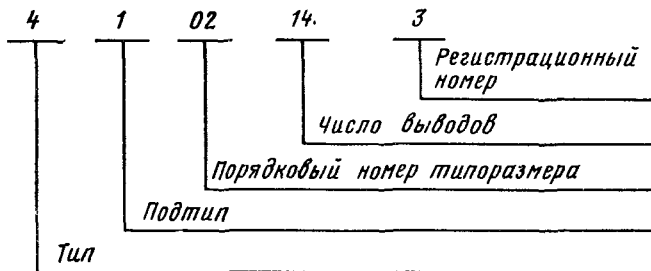 4 1 02 14. 3
Регистрационный
номер
Число выводов
Порядковый номер типоразмера
Подтип
Тип